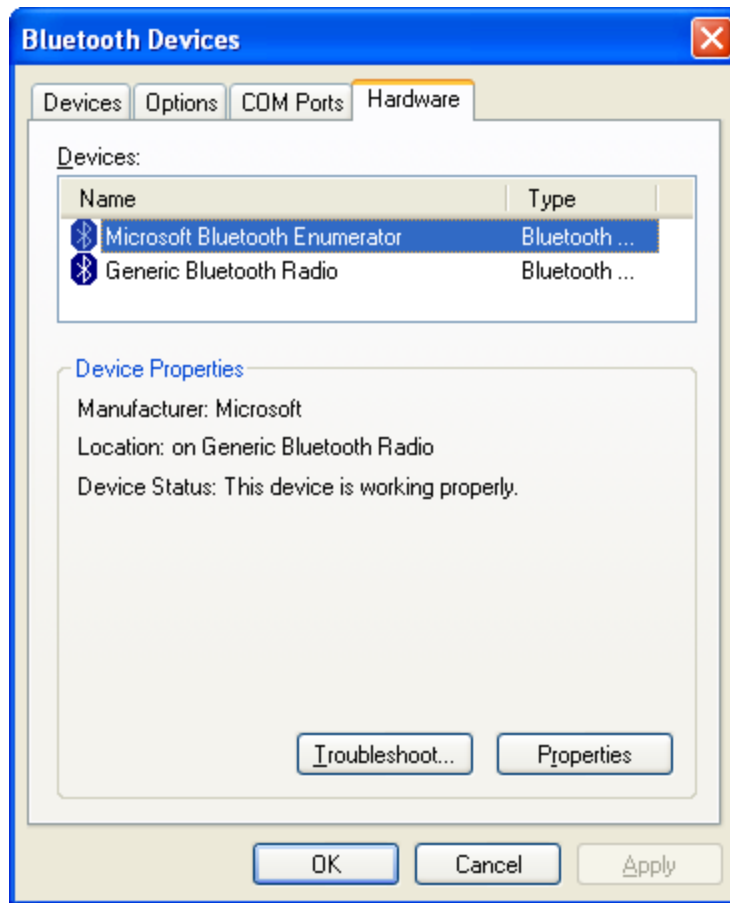 Bluetooth Devices
Devices Options COM Ports Hardware
Devices:
Name Type
Microsoft Bluetooth Enumerator Bluetooth ...
Generic Bluetooth Radio Bluetooth ...
Device Properties
Manufacturer: Microsoft
Location: on Generic Bluetooth Radio
Device Status: This device is working properly.
Troubleshoot... Properties
OK Cancel Apply